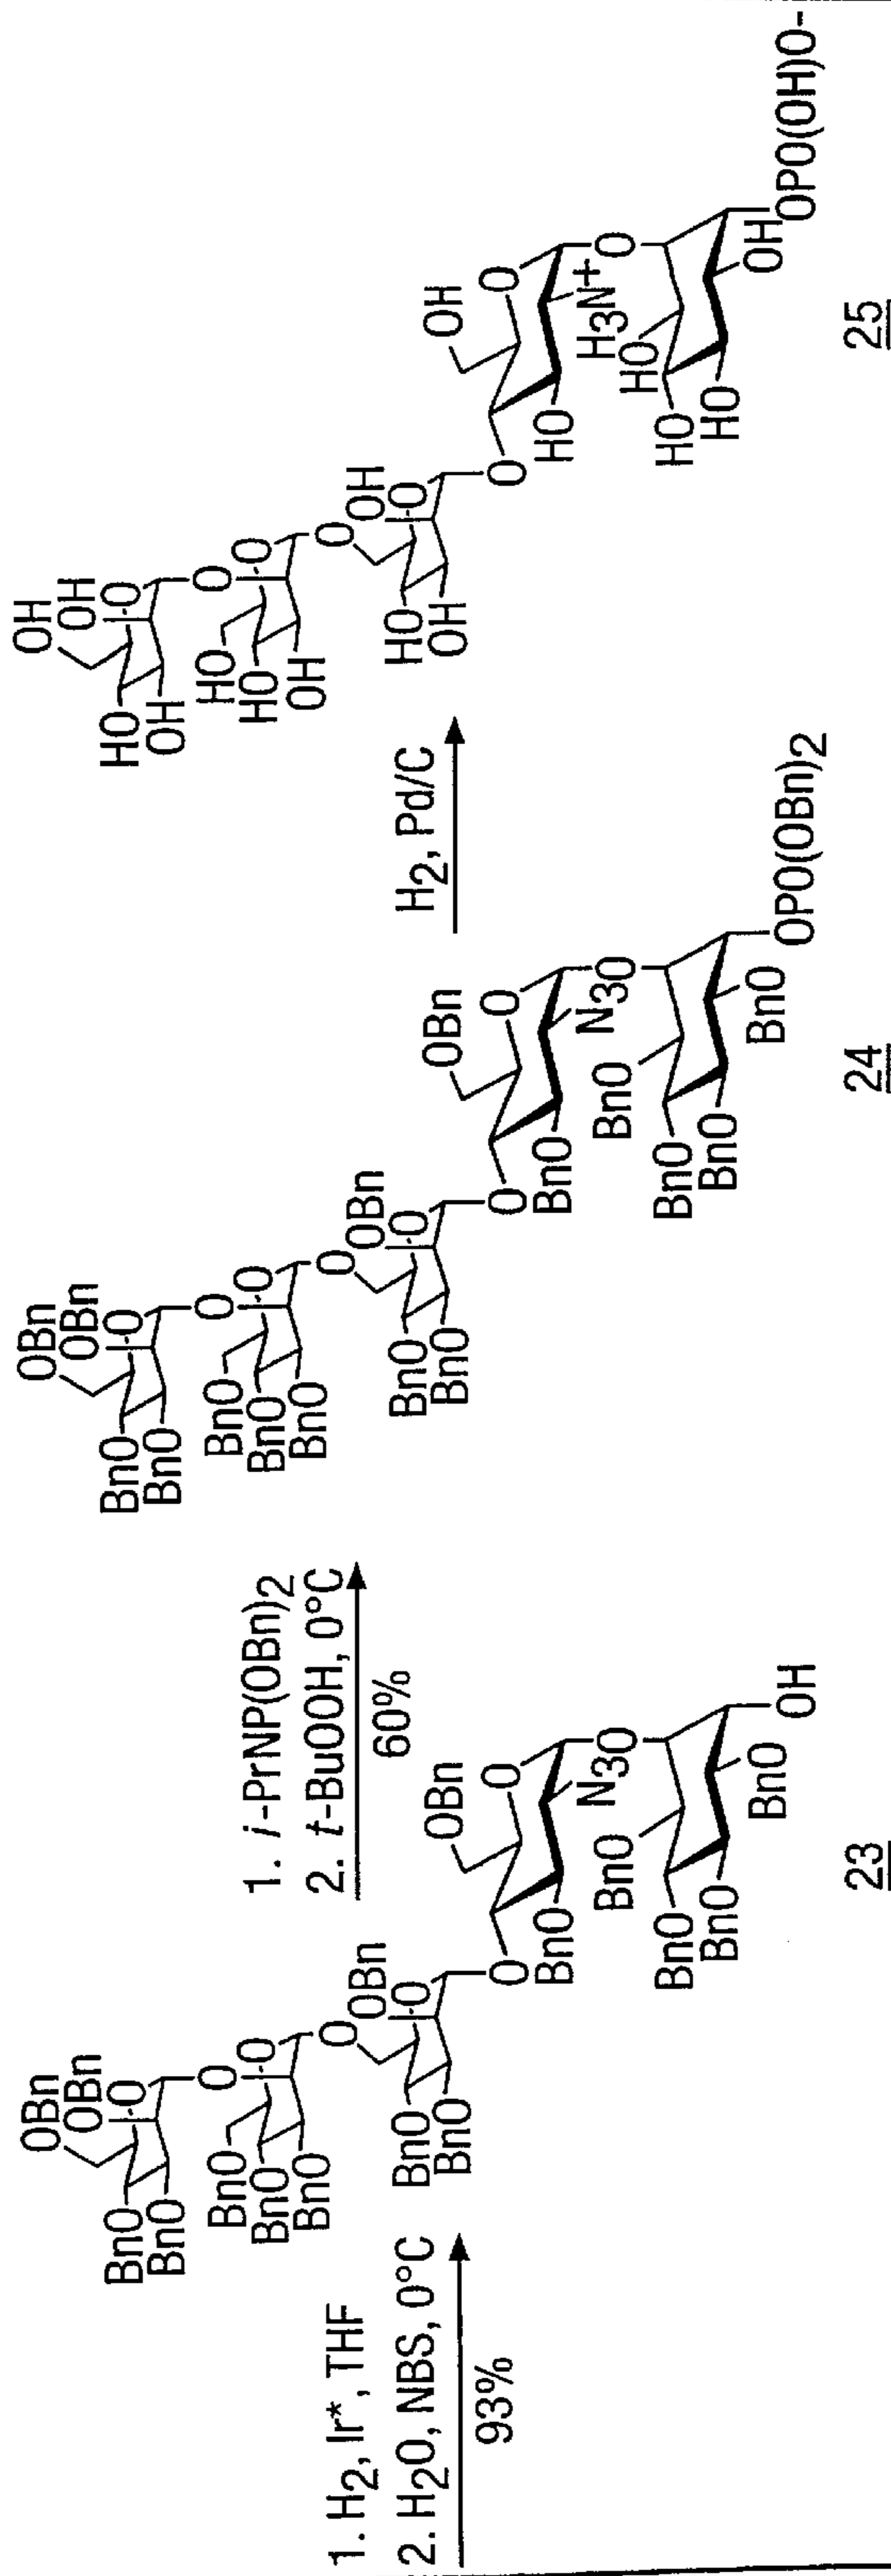 1. H2, Ir*, THF
2. H2O, NBS, 0°C
93%
OBn
OBn
O
BnO
BnO
O
O
BnO
BnO
BnO
O
OBn
O
BnO
BnO
O
OBn
O
BnO
N3
O
BnO
BnO
BnO
BnO
OH
23
1. i-PrNP(OBn)2
2. t-BuOOH, 0°C
60%
OBn
OBn
O
BnO
BnO
O
O
BnO
BnO
BnO
O
OBn
O
BnO
BnO
O
OBn
O
BnO
N3
O
BnO
BnO
BnO
BnO
OPO(OBn)2
24
H2, Pd/C
OH
OH
O
HO
OH
O
O
HO
HO
OH
O
OH
O
HO
OH
O
OH
O
HO
H3N+
O
HO
HO
HO
OH
OPO(OH)O-
25